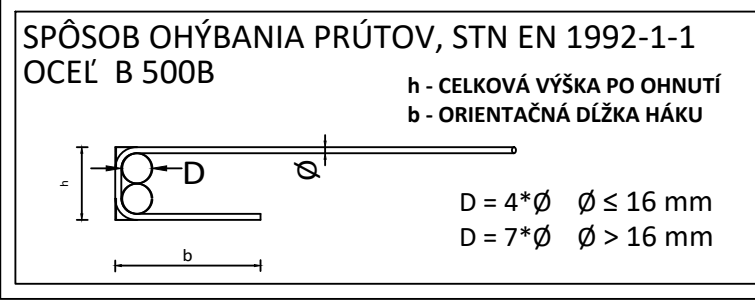 SPÔSOB OHÝBANIA PRÚTOV, STN EN 1992-1-1
OCEĽ B 500B
h - CELKOVÁ VÝŠKA PO OHNUTÍ
b - ORIENTAČNÁ DĹŽKA HÁKU
h
D
Ø
b
D = 4*Ø Ø ≤ 16 mm
D = 7*Ø Ø > 16 mm